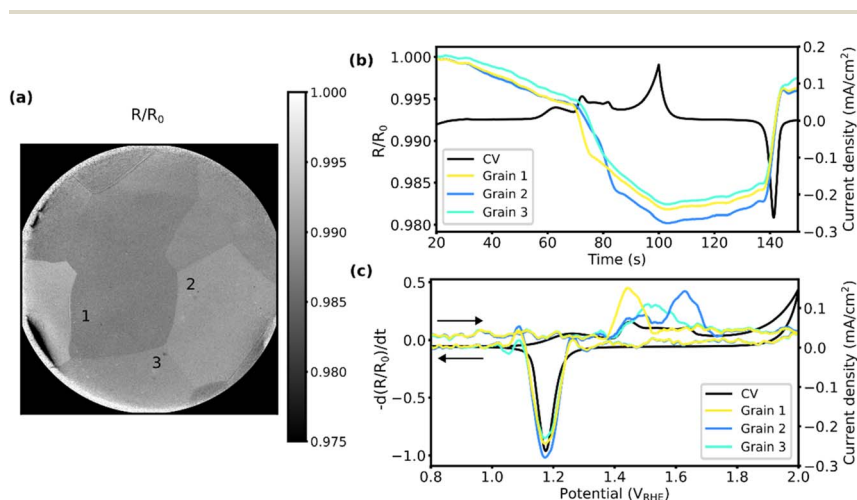 (a)
R/R0
1.000
0.995
0.990
0.985
0.980
0.975
1
2
3
(b)
1.000
0.995
0.990
0.985
0.980
R/R0
0.2
0.1
0.0
−0.1
−0.2
−0.3
Current density (mA/cm2)
CV
Grain 1
Grain 2
Grain 3
20 40 60 80 100 120 140
Time (s)
(c)
0.5
0.0
−0.5
−1.0
-d(R/R0)/dt
0.2
0.1
0.0
−0.1
−0.2
−0.3
Current density (mA/cm2)
CV
Grain 1
Grain 2
Grain 3
0.8 1.0 1.2 1.4 1.6 1.8 2.0
Potential (VRHE)